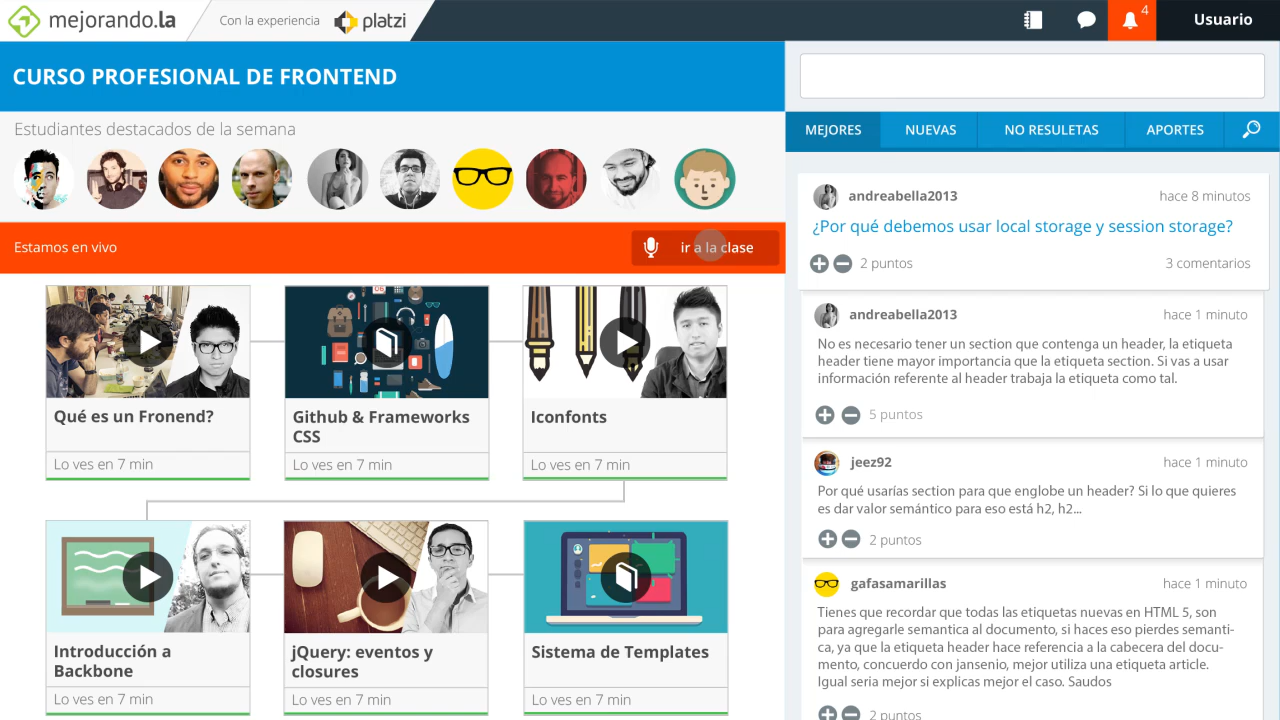 mejorando.la
Con la experiencia
platzi
4
Usuario
CURSO PROFESIONAL DE FRONTEND
Estudiantes destacados de la semana
Estamos en vivo
ir a la clase
Qué es un Fronend?
Lo ves en 7 min
Github & Frameworks
CSS
Lo ves en 7 min
Iconfonts
Lo ves en 7 min
Introducción a
Backbone
Lo ves en 7 min
jQuery: eventos y
closures
Lo ves en 7 min
Sistema de Templates
Lo ves en 7 min
MEJORES
NUEVAS
NO RESULETAS
APORTES
andreabella2013
hace 8 minutos
¿Por qué debemos usar local storage y session storage?
2 puntos
3 comentarios
andreabella2013
hace 1 minuto
No es necesario tener un section que contenga un header, la etiqueta
header tiene mayor importancia que la etiqueta section. Si vas a usar
información referente al header trabaja la etiqueta como tal.
5 puntos
jeez92
hace 1 minuto
Por qué usarías section para que englobe un header? Si lo que quieres
es dar valor semántico para eso está h2, h2...
2 puntos
gafasamarillas
hace 1 minuto
Tienes que recordar que todas las etiquetas nuevas en HTML 5, son
para agregarle semantica al documento, si haces eso pierdes semanti-
ca, ya que la etiqueta header hace referencia a la cabecera del docu-
mento, concuerdo con jansenio, mejor utiliza una etiqueta article.
Igual seria mejor si explicas mejor el caso. Saudos
2 puntos